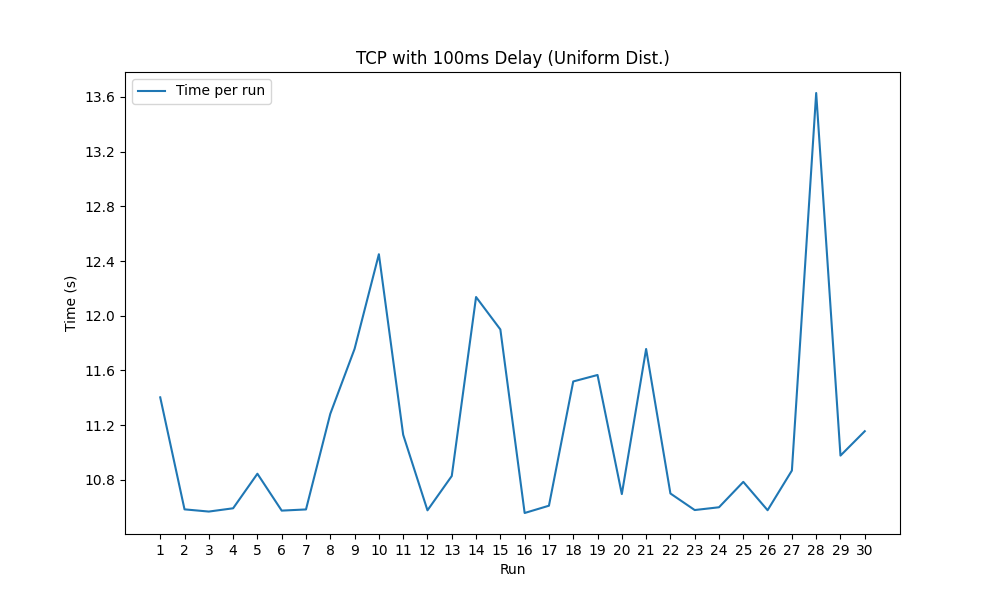 TCP with 100ms Delay (Uniform Dist.)
Time per run
13.6
13.2
12.8
12.4
12.0
11.6
11.2
10.8
Time (s)
1 2 3 4 5 6 7 8 9 10 11 12 13 14 15 16 17 18 19 20 21 22 23 24 25 26 27 28 29 30
Run